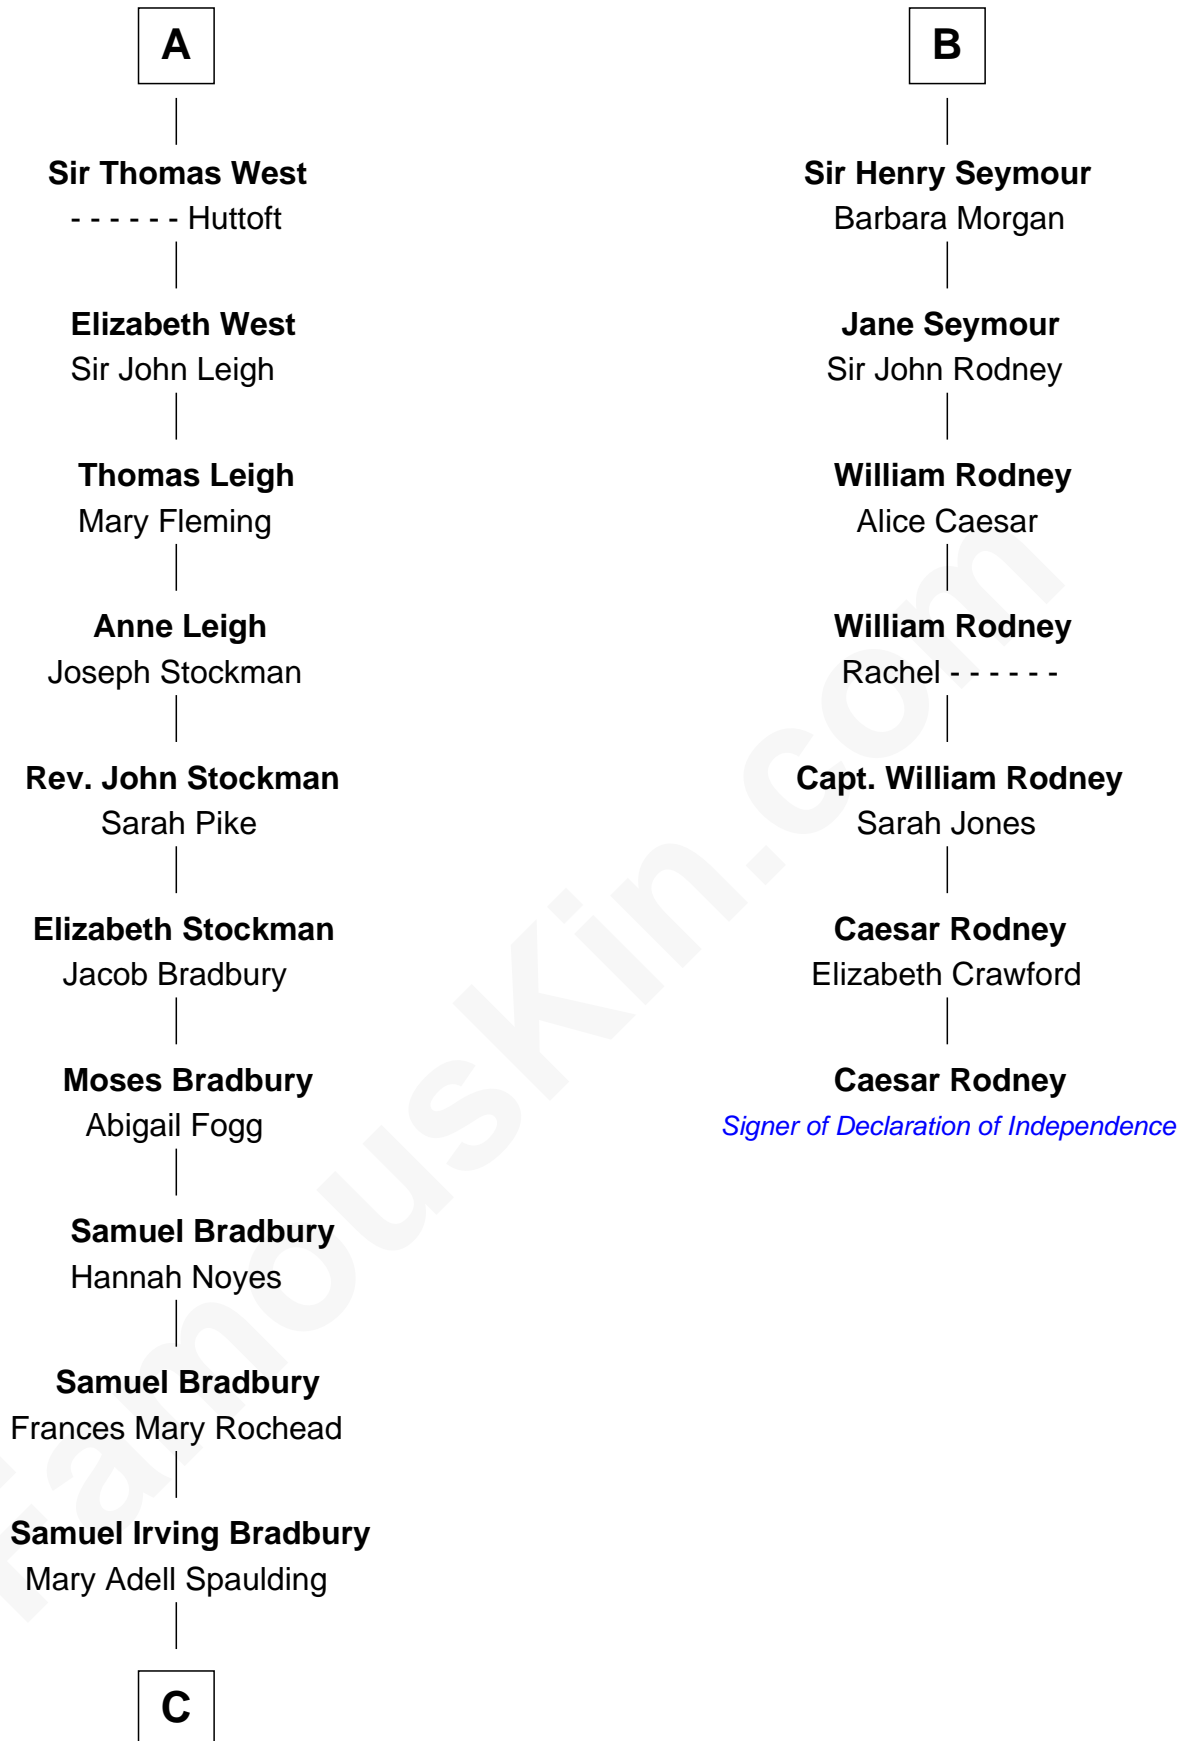 A
Sir Thomas West
- - - - - - Huttoft
Elizabeth West
Sir John Leigh
Thomas Leigh
Mary Fleming
Anne Leigh
Joseph Stockman
Rev. John Stockman
Sarah Pike
Elizabeth Stockman
Jacob Bradbury
Moses Bradbury
Abigail Fogg
Samuel Bradbury
Hannah Noyes
Samuel Bradbury
Frances Mary Rochead
Samuel Irving Bradbury
Mary Adell Spaulding
C
B
Sir Henry Seymour
Barbara Morgan
Jane Seymour
Sir John Rodney
William Rodney
Alice Caesar
William Rodney
Rachel - - - - - -
Capt. William Rodney
Sarah Jones
Caesar Rodney
Elizabeth Crawford
Caesar Rodney
Signer of Declaration of Independence
FamousKin.com